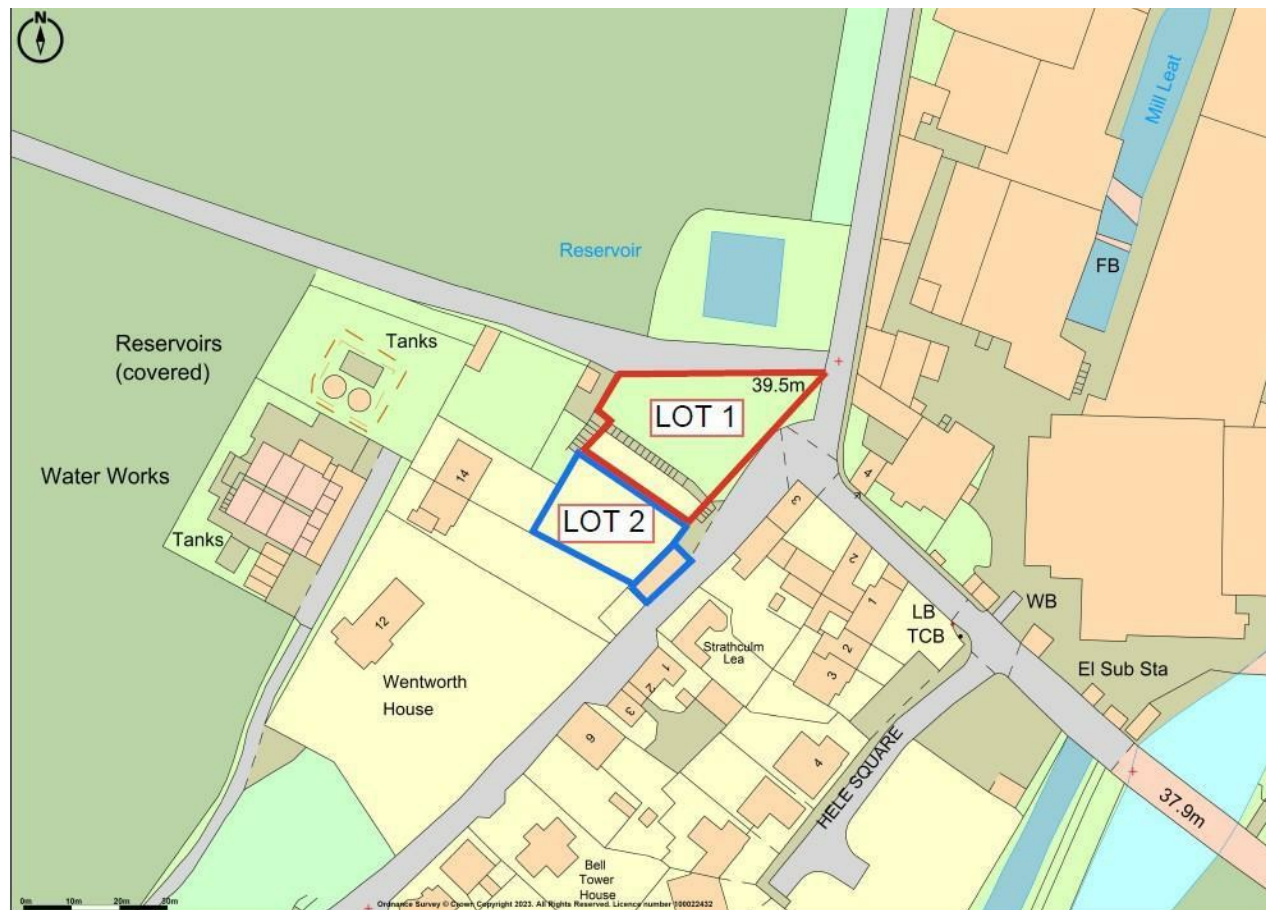 N
Mill Leat
Reservoir
FB
Tanks
Reservoirs
(covered)
39.5m
LOT 1
Water Works
14
4
3
LOT 2
Tanks
2
1
WB
LB
TCB
12
2
3
Strathculm
Lea
El Sub Sta
1
2
3
Wentworth
House
6
4
HELE SQUARE
37.9m
Bell
Tower
House
0m 10m 20m 30m
Ordnance Survey © Crown Copyright 2023. All Rights Reserved. Licence number 100022432